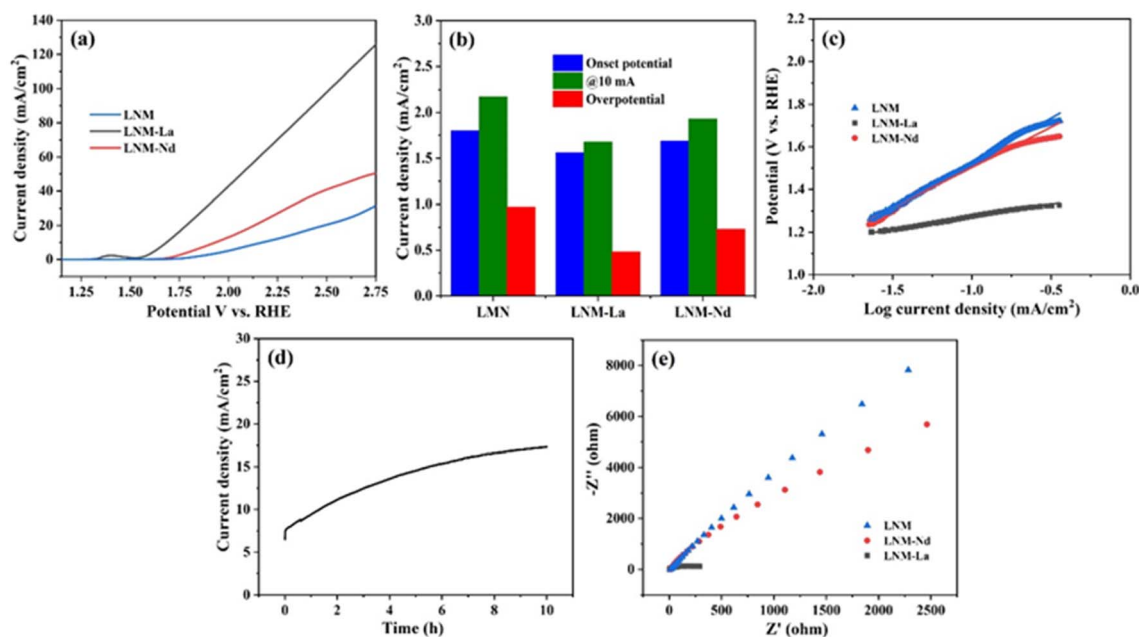 (a)
140
120
100
80
60
40
20
0
Current density (mA/cm²)
LNM
LNM-La
LNM-Nd
1.25 1.50 1.75 2.00 2.25 2.50 2.75
Potential V vs. RHE
(b)
3.0
2.5
2.0
1.5
1.0
0.5
0.0
Current density (mA/cm²)
Onset potential
@10 mA
Overpotential
LMN LNM-La LNM-Nd
(c)
2.2
2.0
1.8
1.6
1.4
1.2
1.0
Potential (V vs. RHE)
LNM
LNM-La
LNM-Nd
-2.0 -1.5 -1.0 -0.5 0.0
Log current density (mA/cm²)
(d)
30
25
20
15
10
5
0
Current density (mA/cm²)
0 2 4 6 8 10
Time (h)
(e)
8000
6000
4000
2000
0
-Z'' (ohm)
LNM
LNM-Nd
LNM-La
0 500 1000 1500 2000 2500
Z' (ohm)